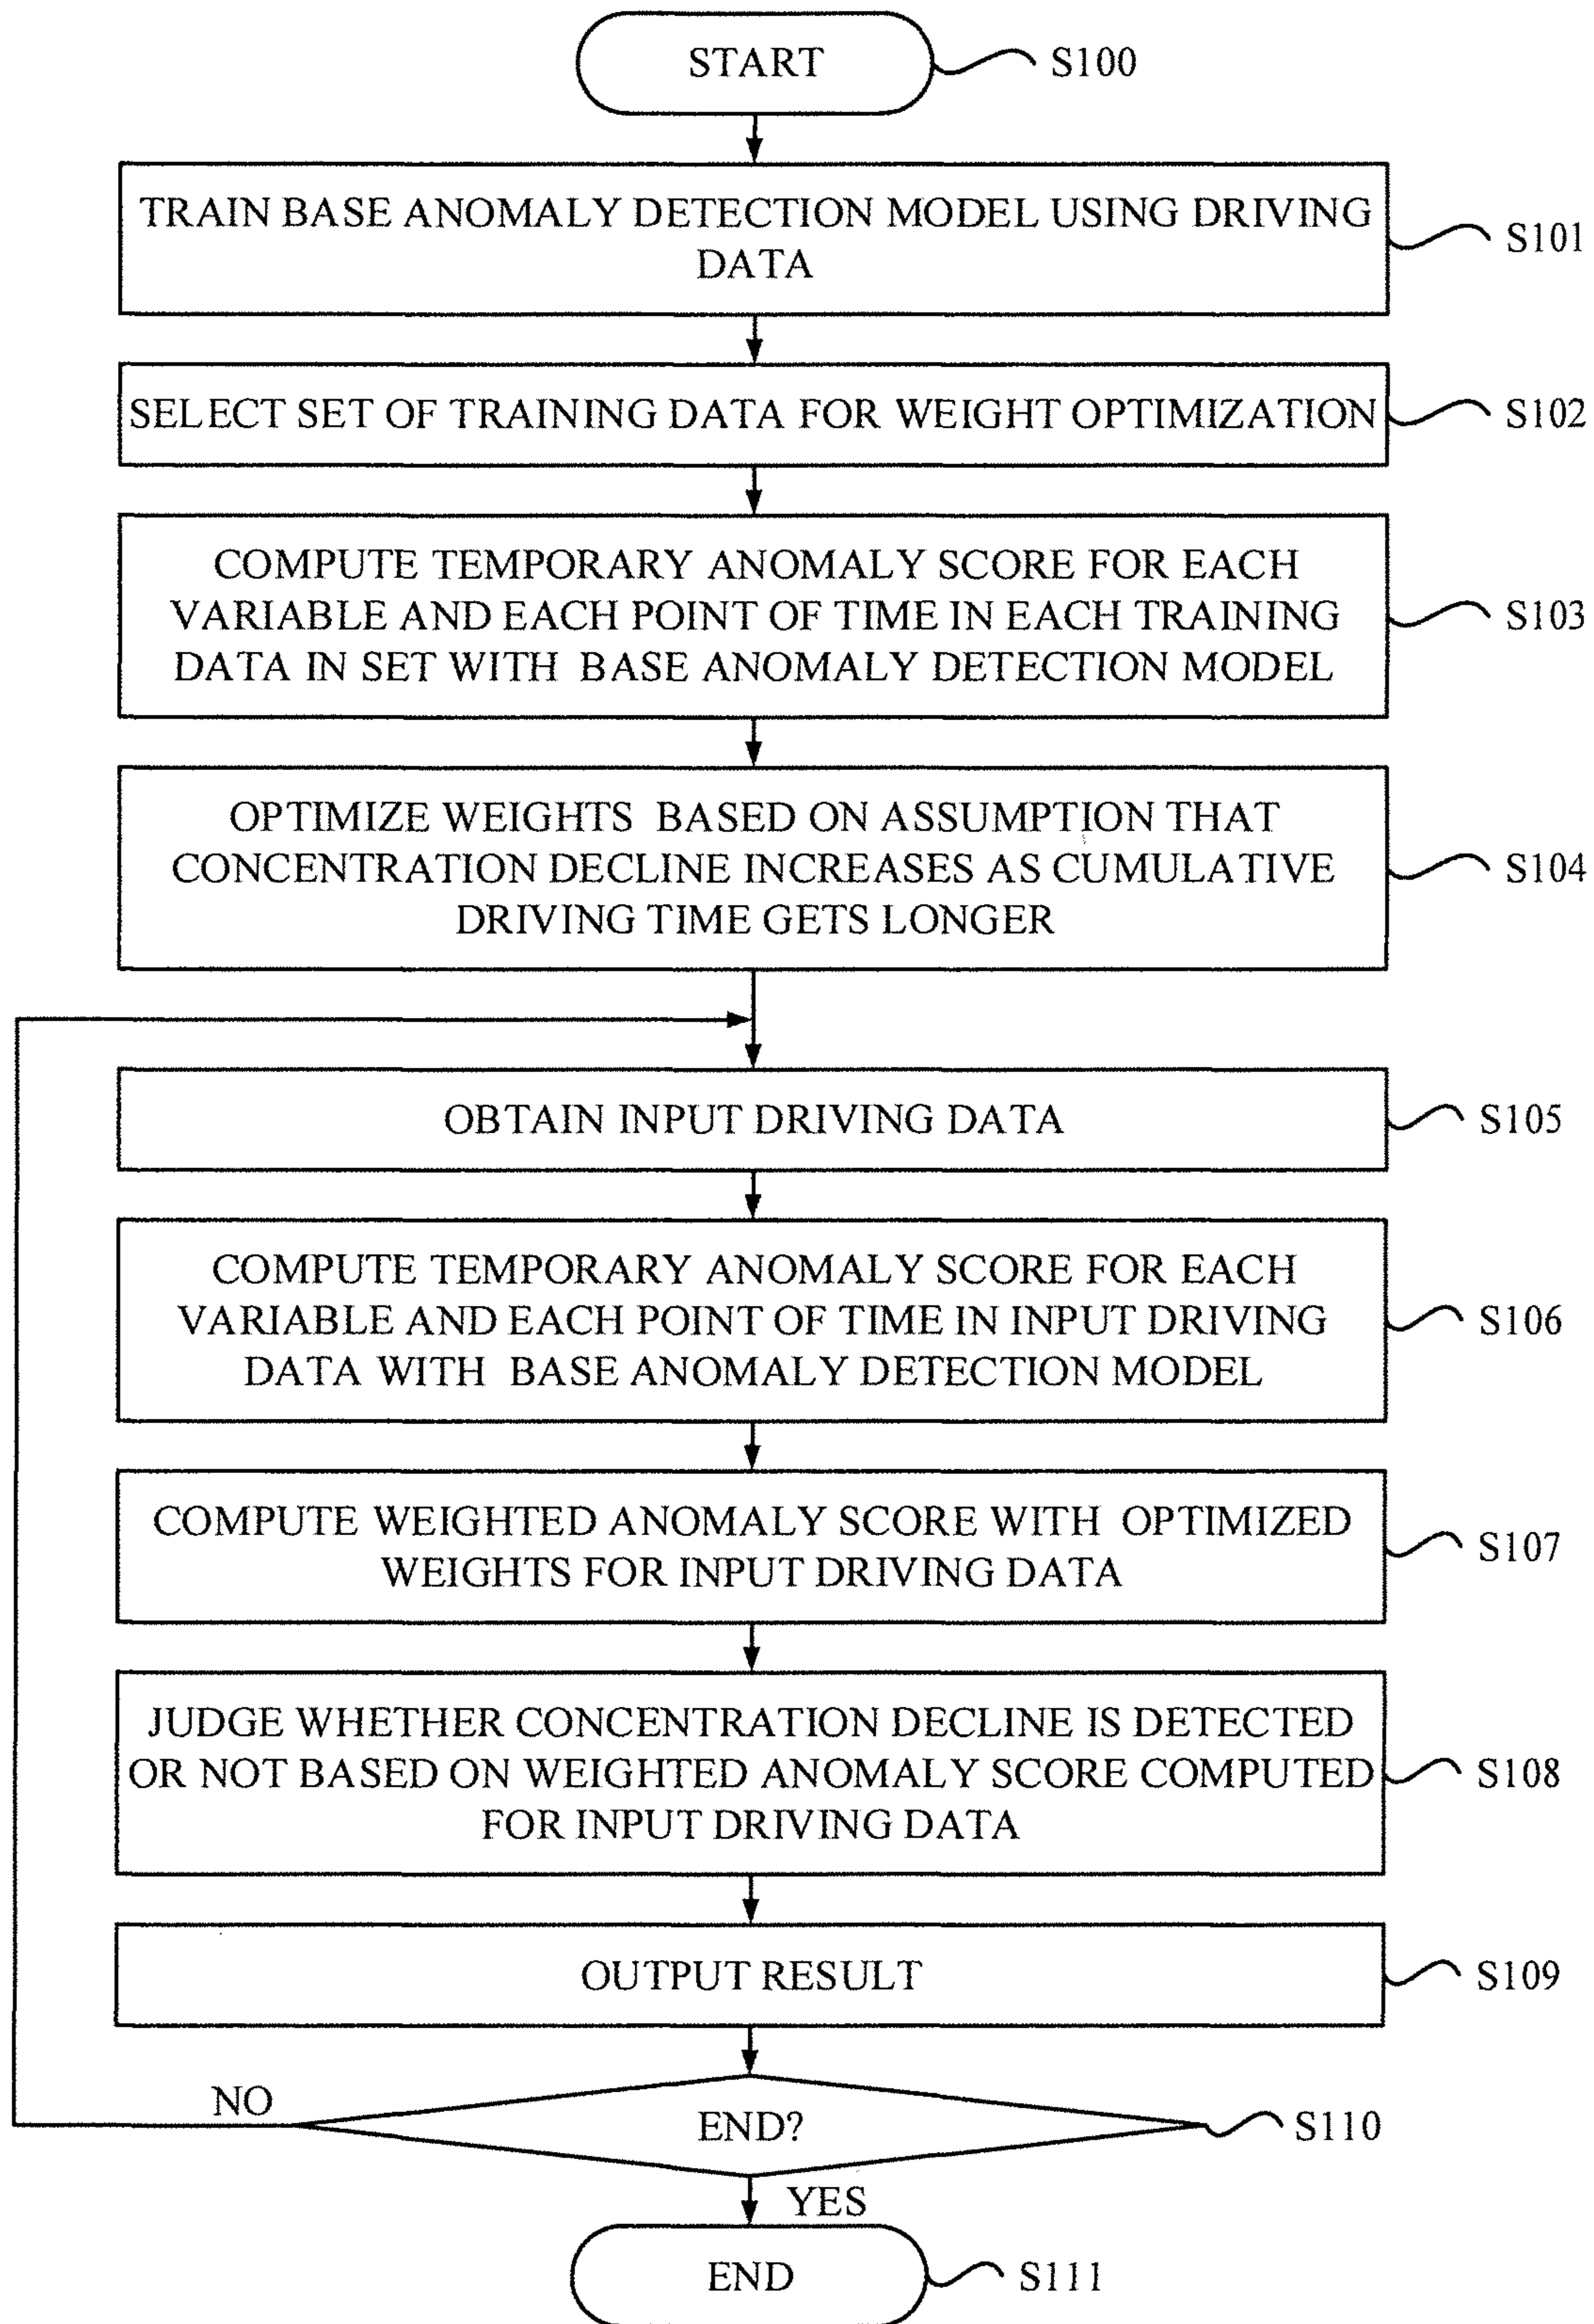 START
S100
TRAIN BASE ANOMALY DETECTION MODEL USING DRIVING
DATA
S101
SELECT SET OF TRAINING DATA FOR WEIGHT OPTIMIZATION
S102
COMPUTE TEMPORARY ANOMALY SCORE FOR EACH
VARIABLE AND EACH POINT OF TIME IN EACH TRAINING
DATA IN SET WITH BASE ANOMALY DETECTION MODEL
S103
OPTIMIZE WEIGHTS BASED ON ASSUMPTION THAT
CONCENTRATION DECLINE INCREASES AS CUMULATIVE
DRIVING TIME GETS LONGER
S104
OBTAIN INPUT DRIVING DATA
S105
COMPUTE TEMPORARY ANOMALY SCORE FOR EACH
VARIABLE AND EACH POINT OF TIME IN INPUT DRIVING
DATA WITH BASE ANOMALY DETECTION MODEL
S106
COMPUTE WEIGHTED ANOMALY SCORE WITH OPTIMIZED
WEIGHTS FOR INPUT DRIVING DATA
S107
JUDGE WHETHER CONCENTRATION DECLINE IS DETECTED
OR NOT BASED ON WEIGHTED ANOMALY SCORE COMPUTED
FOR INPUT DRIVING DATA
S108
OUTPUT RESULT
S109
NO
END?
S110
YES
END
S111